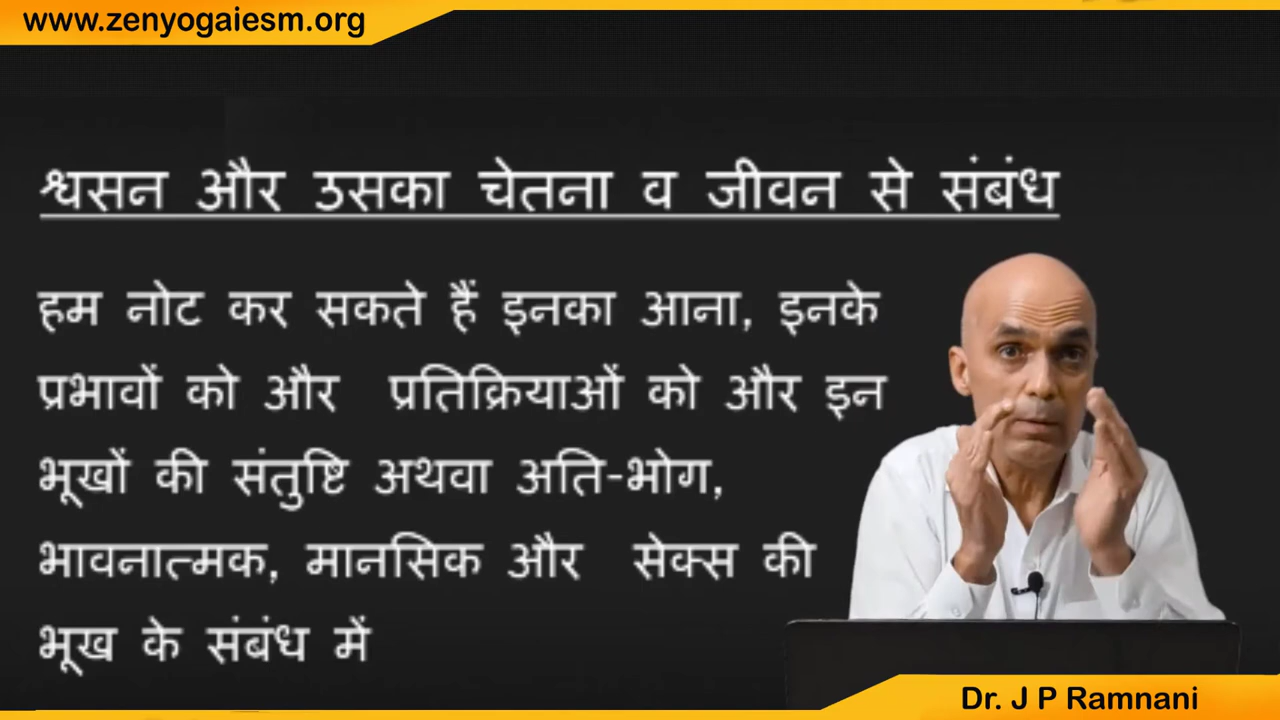 www.zenyogaiesm.org
श्वसन और उसका चेतना व जीवन से संबंध
हम नोट कर सकते हैं इनका आना, इनके
प्रभावों को और प्रतिक्रियाओं को और इन
भूखों की संतुष्टि अथवा अति-भोग,
भावनात्मक, मानसिक और सेक्स की
भूख के संबंध में
Dr. J P Ramnani